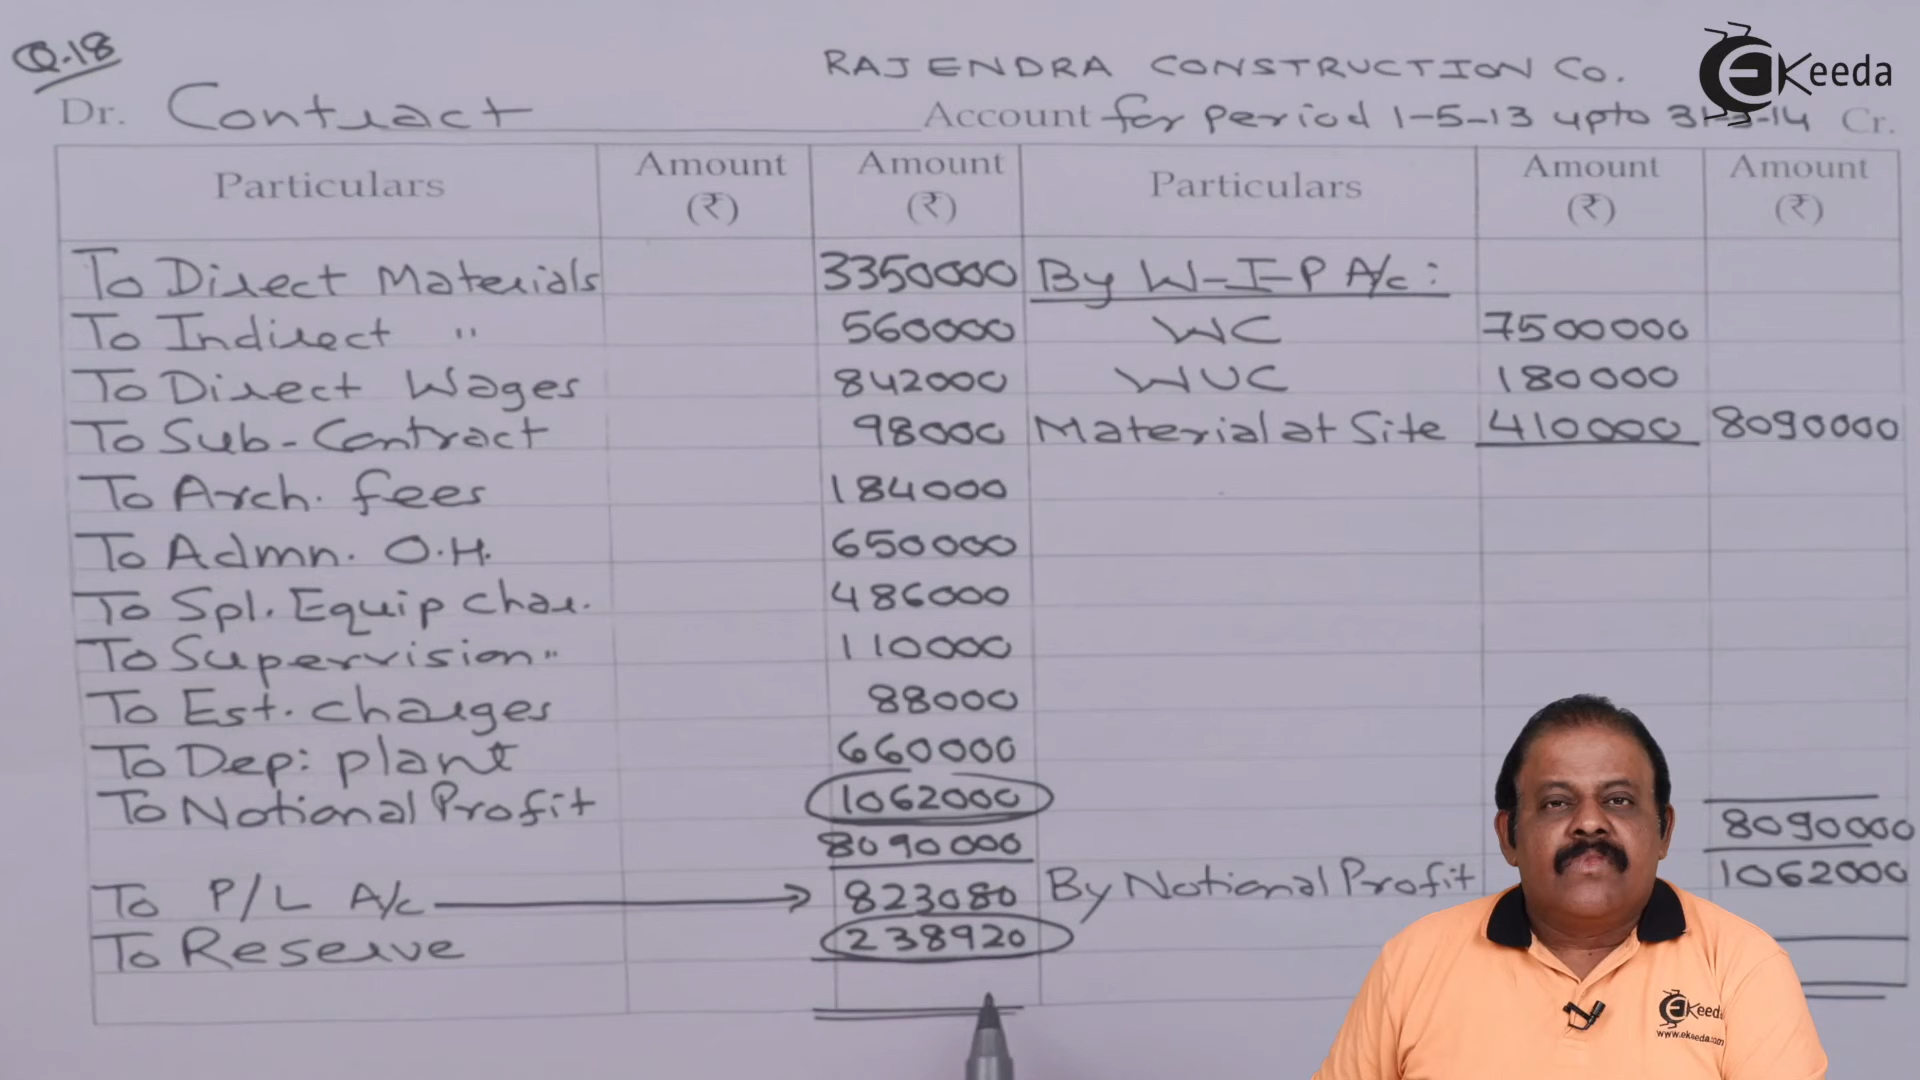 Q.18
RAJENDRA CONSTRUCTION Co.
EKeeda
Dr. Contract Account for period 1-5-13 upto 31-3-14 Cr.
Particulars Amount (₹) Amount (₹) Particulars Amount (₹) Amount (₹)
To Direct Materials 3350000 By W-I-P A/c:
To Indirect " 560000 WC 7500000
To Direct Wages 842000 WUC 180000
To Sub-Contract 98000 Material at Site 410000 8090000
To Arch. fees 184000
To Admn. O.H. 650000
To Spl. Equip char. 486000
To Supervision " 110000
To Est. charges 88000
To Dep: plant 660000
To Notional Profit 1062000
8090000 8090000
To P/L A/c 823080 By Notional Profit 1062000
To Reserve 238920
EKeeda
www.ekeeda.com